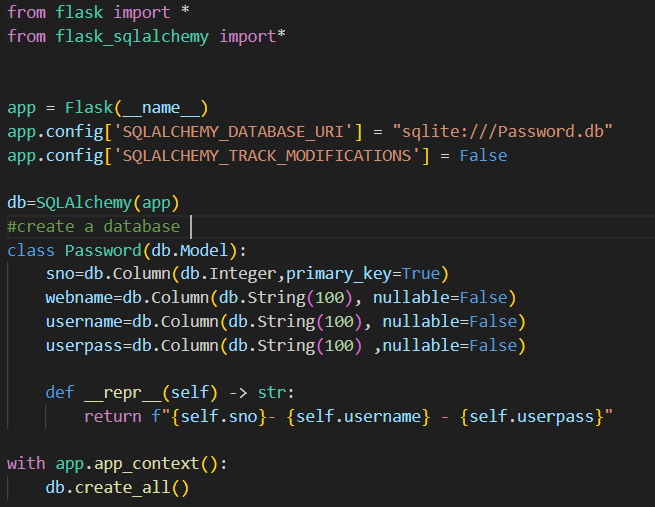 from flask import *
from flask_sqlalchemy import*
app = Flask(__name__)
app.config['SQLALCHEMY_DATABASE_URI'] = "sqlite:///Password.db"
app.config['SQLALCHEMY_TRACK_MODIFICATIONS'] = False
db=SQLAlchemy(app)
#create a database
class Password(db.Model):
    sno=db.Column(db.Integer,primary_key=True)
    webname=db.Column(db.String(100), nullable=False)
    username=db.Column(db.String(100), nullable=False)
    userpass=db.Column(db.String(100) ,nullable=False)
    def __repr__(self) -> str:
        return f"{self.sno}- {self.username} - {self.userpass}"
with app.app_context():
    db.create_all()